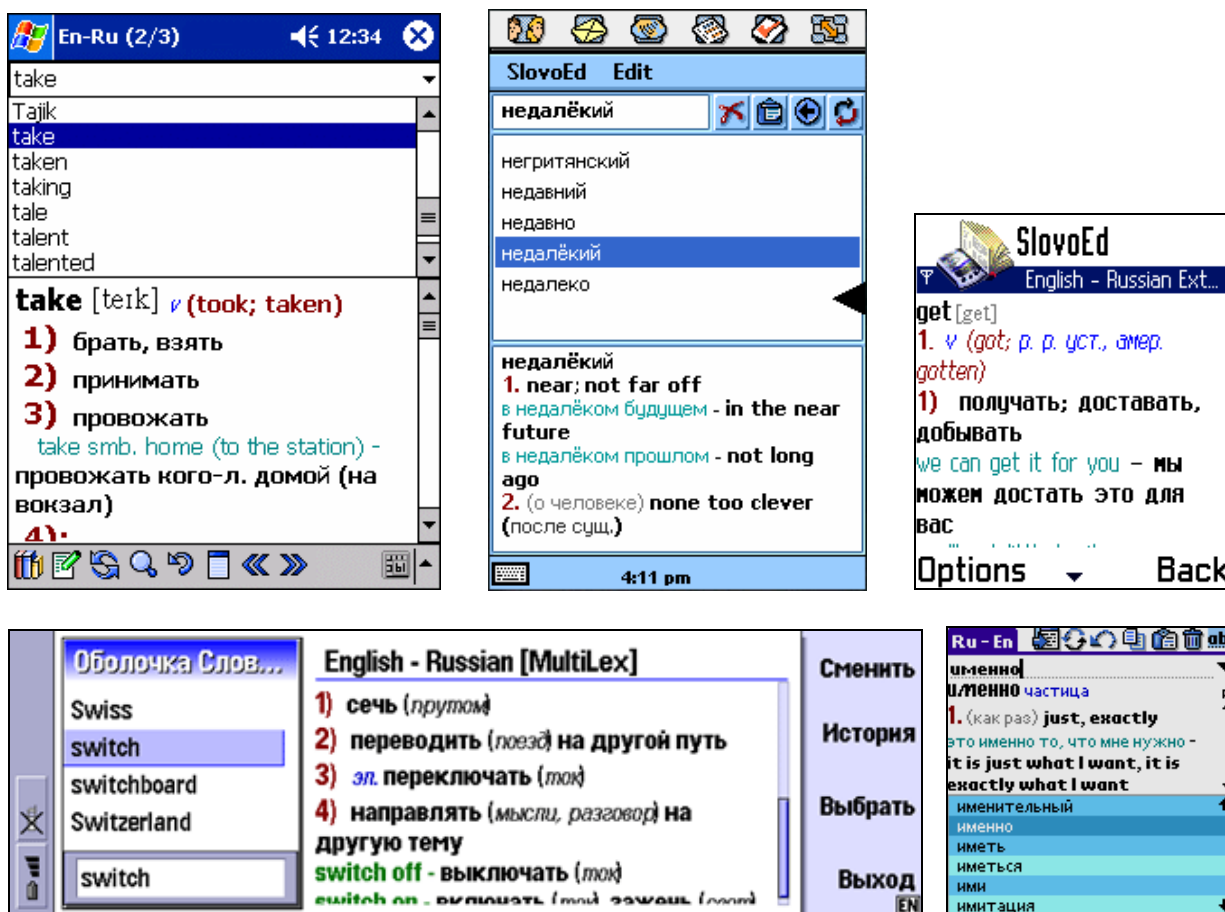 En-Ru (2/3) 12:34
take
Tajik
take
taken
taking
tale
talent
talented
take [teɪk] v (took; taken)
1) брать, взять
2) принимать
3) провожать
take smb. home (to the station) -
провожать кого-л. домой (на
вокзал)
4):
SlovoEd Edit
недалёкий
негритянский
недавний
недавно
недалёкий
недалеко
недалёкий
1. near; not far off
в недалёком будущем - in the near
future
в недалёком прошлом - not long
ago
2. (о человеке) none too clever
(после сущ.)
4:11 pm
SlovoEd
English - Russian Ext...
get [get]
1. v (got; p. p. уст., амер.
gotten)
1) получать; доставать,
добывать
we can get it for you – мы
можем достать это для
вас
Options Back
Оболочка Слов...
Swiss
switch
switchboard
Switzerland
switch
English - Russian [MultiLex]
1) сечь (прутом)
2) переводить (поезд) на другой путь
3) эл. переключать (ток)
4) направлять (мысли, разговор) на
другую тему
switch off - выключать (ток)
switch on - включать (ток), зажечь (свет)
Сменить
История
Выбрать
Выход
EN
Ru - En
именно
именно частица
1. (как раз) just, exactly
это именно то, что мне нужно -
it is just what I want, it is
exactly what I want
именительный
именно
иметь
иметься
ими
имитация